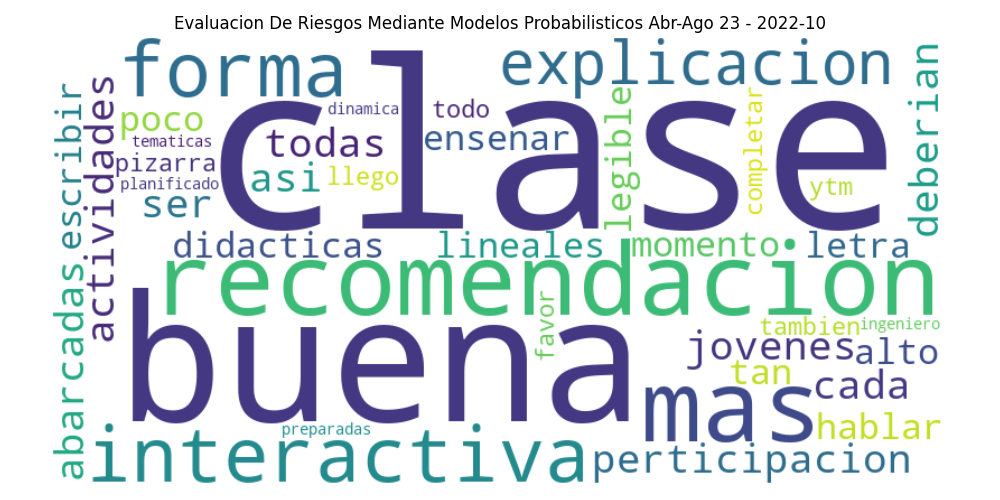 Evaluacion De Riesgos Mediante Modelos Probabilisticos Abr-Ago 23 - 2022-10
forma
clase
explicacion
deberian
dinamica
todo
poco
todas
ensenar
legible
completar
tematicas
pizarra
asi
llego
ytm
planificado
ser
escribir
actividades
didacticas
lineales
momento
letra
recomendacion
buena
favor
tambien
ingeniero
jovenes
alto
tan
cada
mas
hablar
abarcadas
interactiva
preparadas
perticipacion